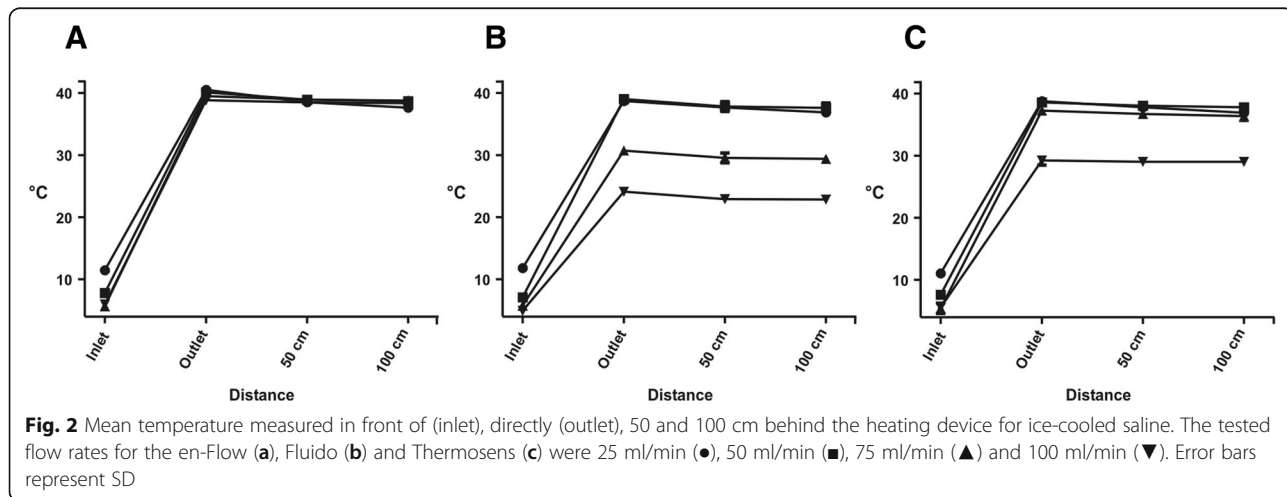 A
B
C
40
30
°C
20
10
Inlet
Outlet
50 cm
100 cm
Distance
40
30
°C
20
10
Inlet
Outlet
50 cm
100 cm
Distance
40
30
°C
20
10
Inlet
Outlet
50 cm
100 cm
Distance
Fig. 2 Mean temperature measured in front of (inlet), directly (outlet), 50 and 100 cm behind the heating device for ice-cooled saline. The tested
flow rates for the en-Flow (a), Fluido (b) and Thermosens (c) were 25 ml/min (●), 50 ml/min (■), 75 ml/min (▲) and 100 ml/min (▼). Error bars
represent SD